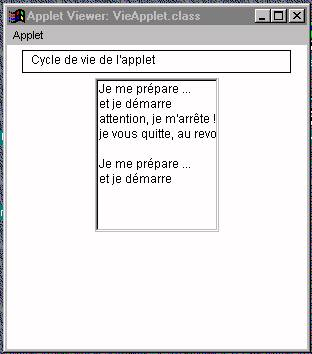 Applet Viewer: VieApplet.class
Applet
Cycle de vie de l'applet
Je me prépare ...
et je démarre
attention, je m'arrête !
je vous quitte, au revo
Je me prépare ...
et je démarre